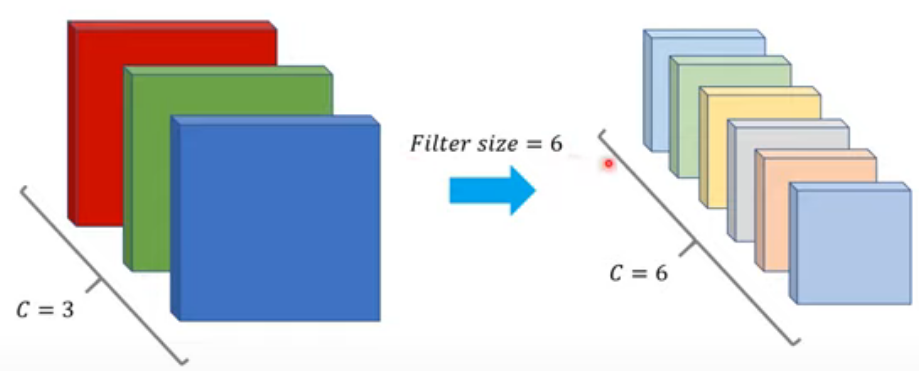 Filter size = 6
C = 3
C = 6